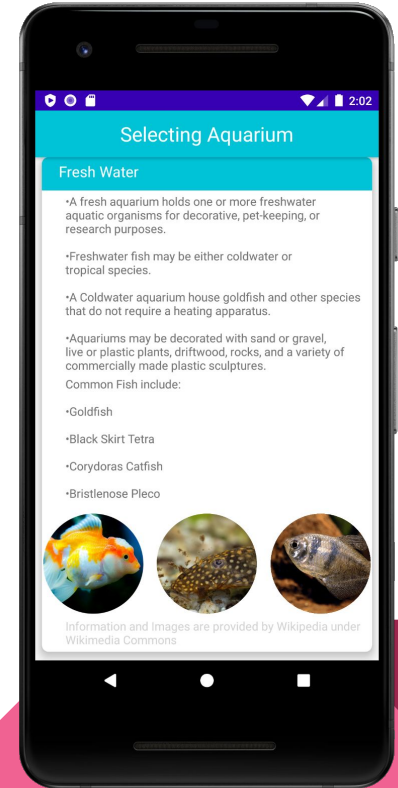 2:02
Selecting Aquarium
Fresh Water
•A fresh aquarium holds one or more freshwater
aquatic organisms for decorative, pet-keeping, or
research purposes.
•Freshwater fish may be either coldwater or
tropical species.
•A Coldwater aquarium house goldfish and other species
that do not require a heating apparatus.
•Aquariums may be decorated with sand or gravel,
live or plastic plants, driftwood, rocks, and a variety of
commercially made plastic sculptures.
Common Fish include:
•Goldfish
•Black Skirt Tetra
•Corydoras Catfish
•Bristlenose Pleco
Information and Images are provided by Wikipedia under
Wikimedia Commons